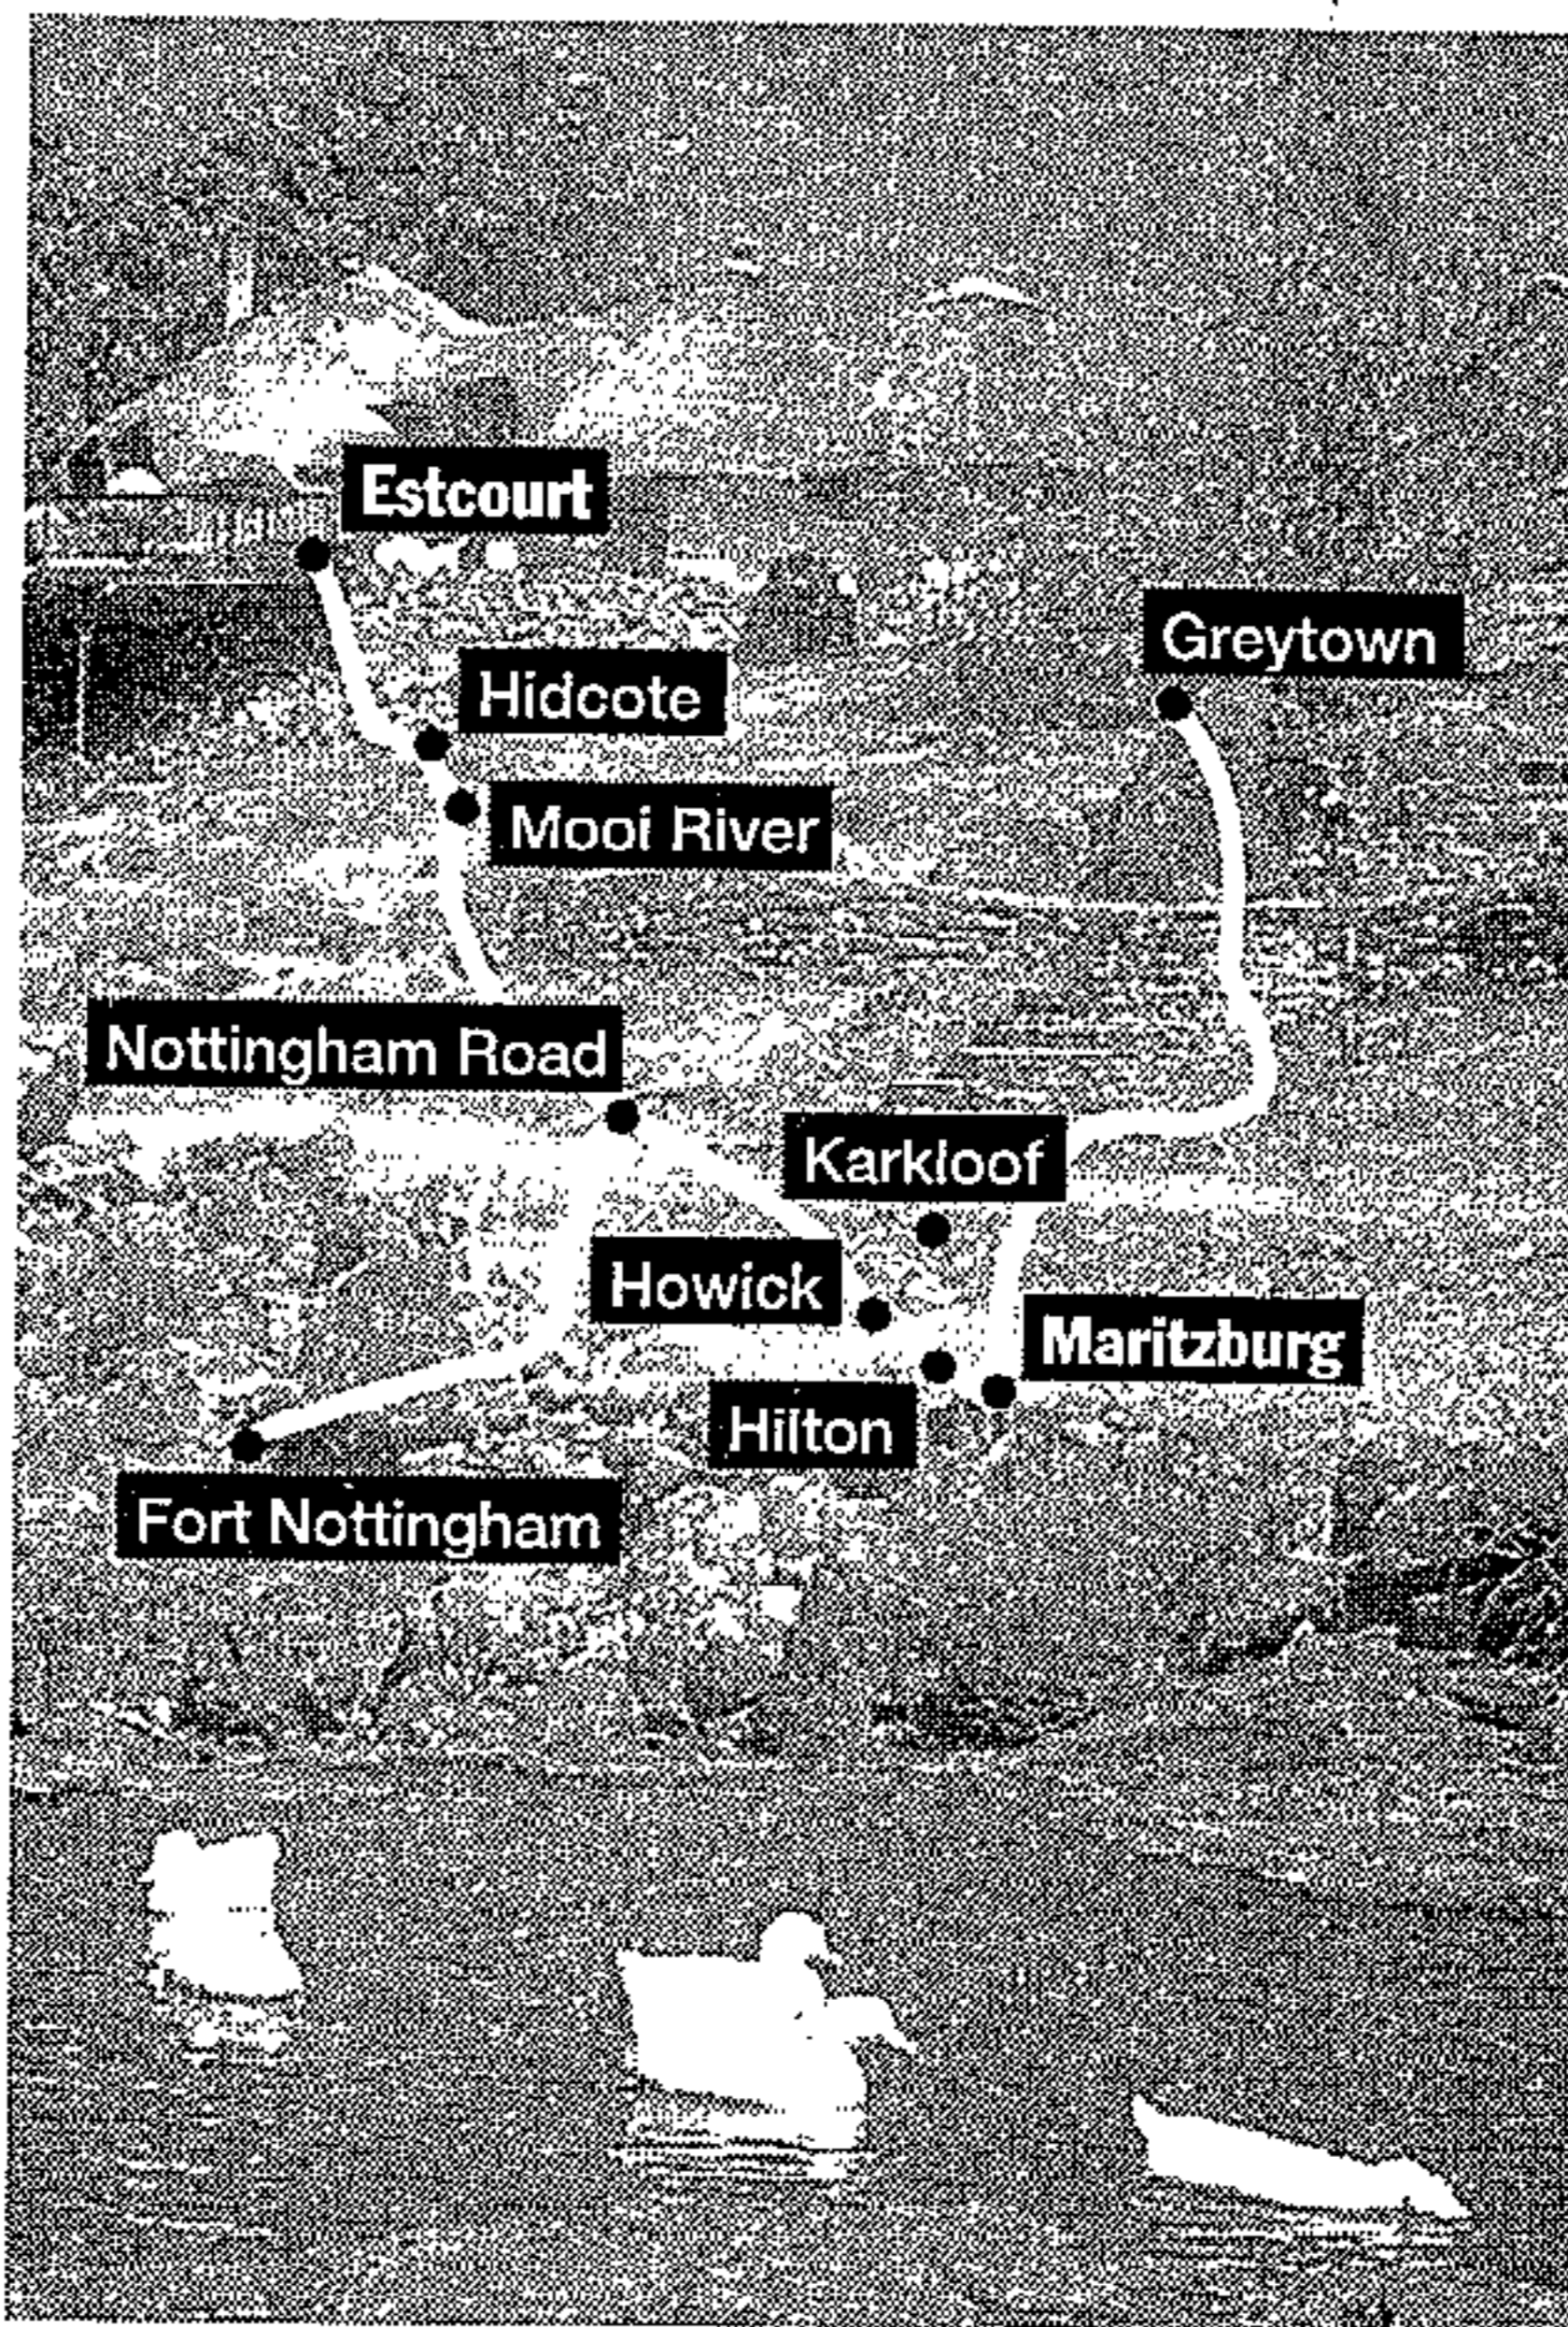 Estcourt
Greytown
Hidcote
Mooi River
Nottingham Road
Karkloof
Howick
Maritzburg
Hilton
Fort Nottingham